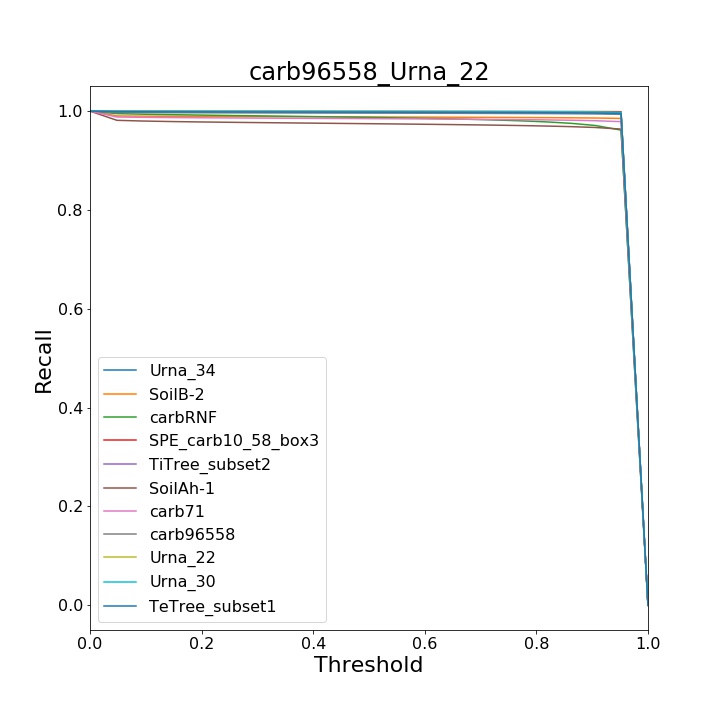 carb96558_Urna_22
1.0
0.8
0.6
0.4
0.2
0.0
Recall
Urna_34
SoilB-2
carbRNF
SPE_carb10_58_box3
TiTree_subset2
SoilAh-1
carb71
carb96558
Urna_22
Urna_30
TeTree_subset1
0.0 0.2 0.4 0.6 0.8 1.0
Threshold